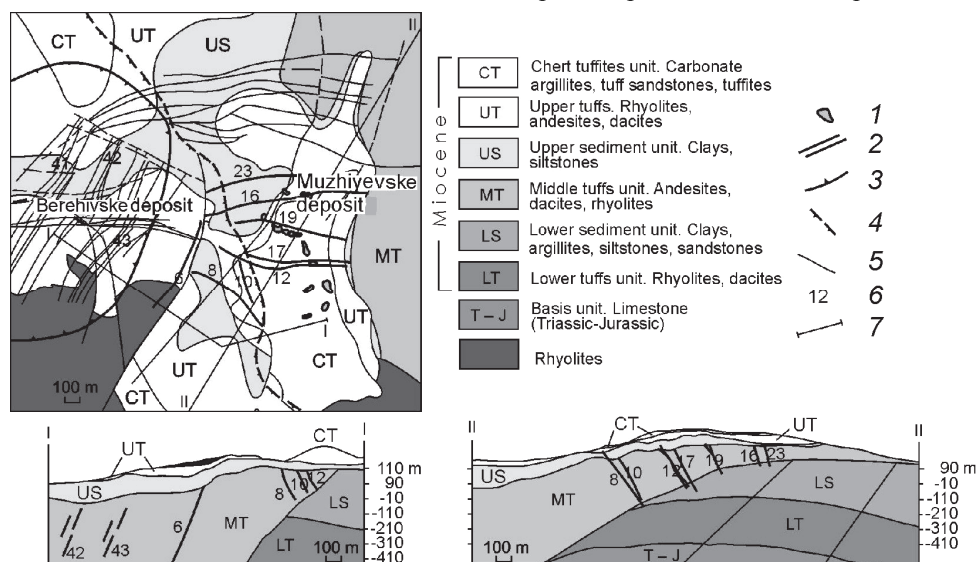 CT
UT
US
II
41
42
23
16
Muzhiyevske
deposit
Berehivske deposit
19
43
17
12
MT
6
8
10
I
UT
UT
CT
CT
100 m
II
Miocene
CT
Chert tuffites unit. Carbonate
argillites, tuff sandstones, tuffites
UT
Upper tuffs. Rhyolites,
andesites, dacites
US
Upper sediment unit. Clays,
siltstones
MT
Middle tuffs unit. Andesites,
dacites, rhyolites
LS
Lower sediment unit. Clays,
argillites, siltstones, sandstones
LT
Lower tuffs unit. Rhyolites, dacites
T – J
Basis unit. Limestone
(Triassic-Jurassic)
Rhyolites
1
2
3
4
5
12 6
7
I
I
UT
CT
US
8
10
12
LS
6
MT
LT
42
43
100 m
110 m
90
-10
-110
-210
-310
-410
II
II
CT
UT
US
8
10
12
17
19
16
23
MT
LS
LT
T – J
100 m
90 m
-10
-110
-210
-310
-410